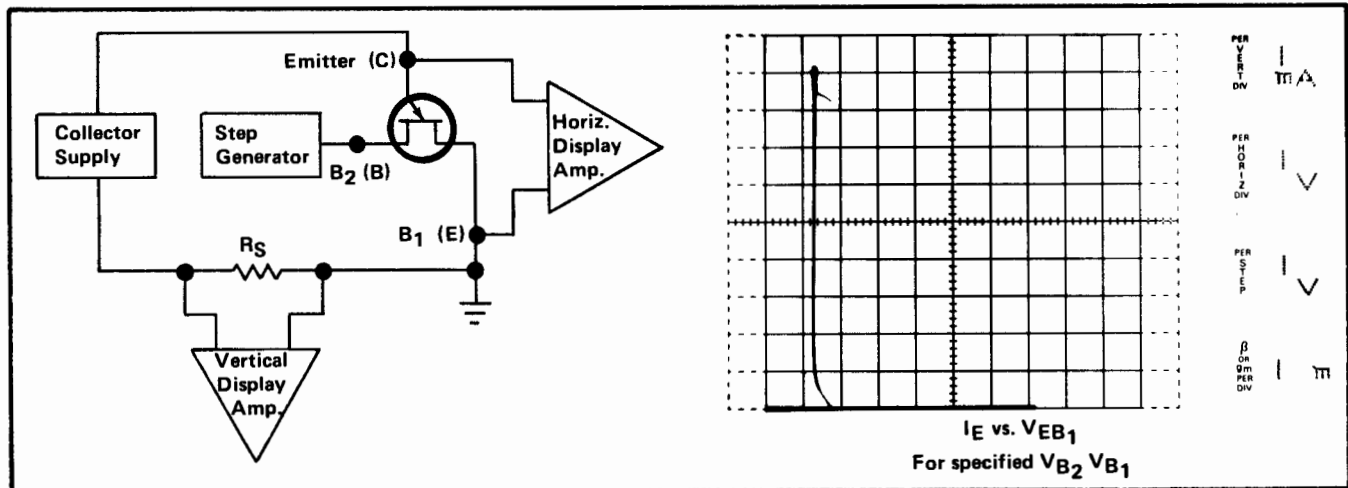 Emitter (C)
Collector
Supply
Step
Generator
B2 (B)
Horiz.
Display
Amp.
B1 (E)
RS
Vertical
Display
Amp.
PER
VERT
DIV
1
mA
PER
HORIZ
DIV
1
V
PER
STEP
1
V
β
OR
gm
PER
DIV
1 m
IE vs. VEB1
For specified VB2 VB1